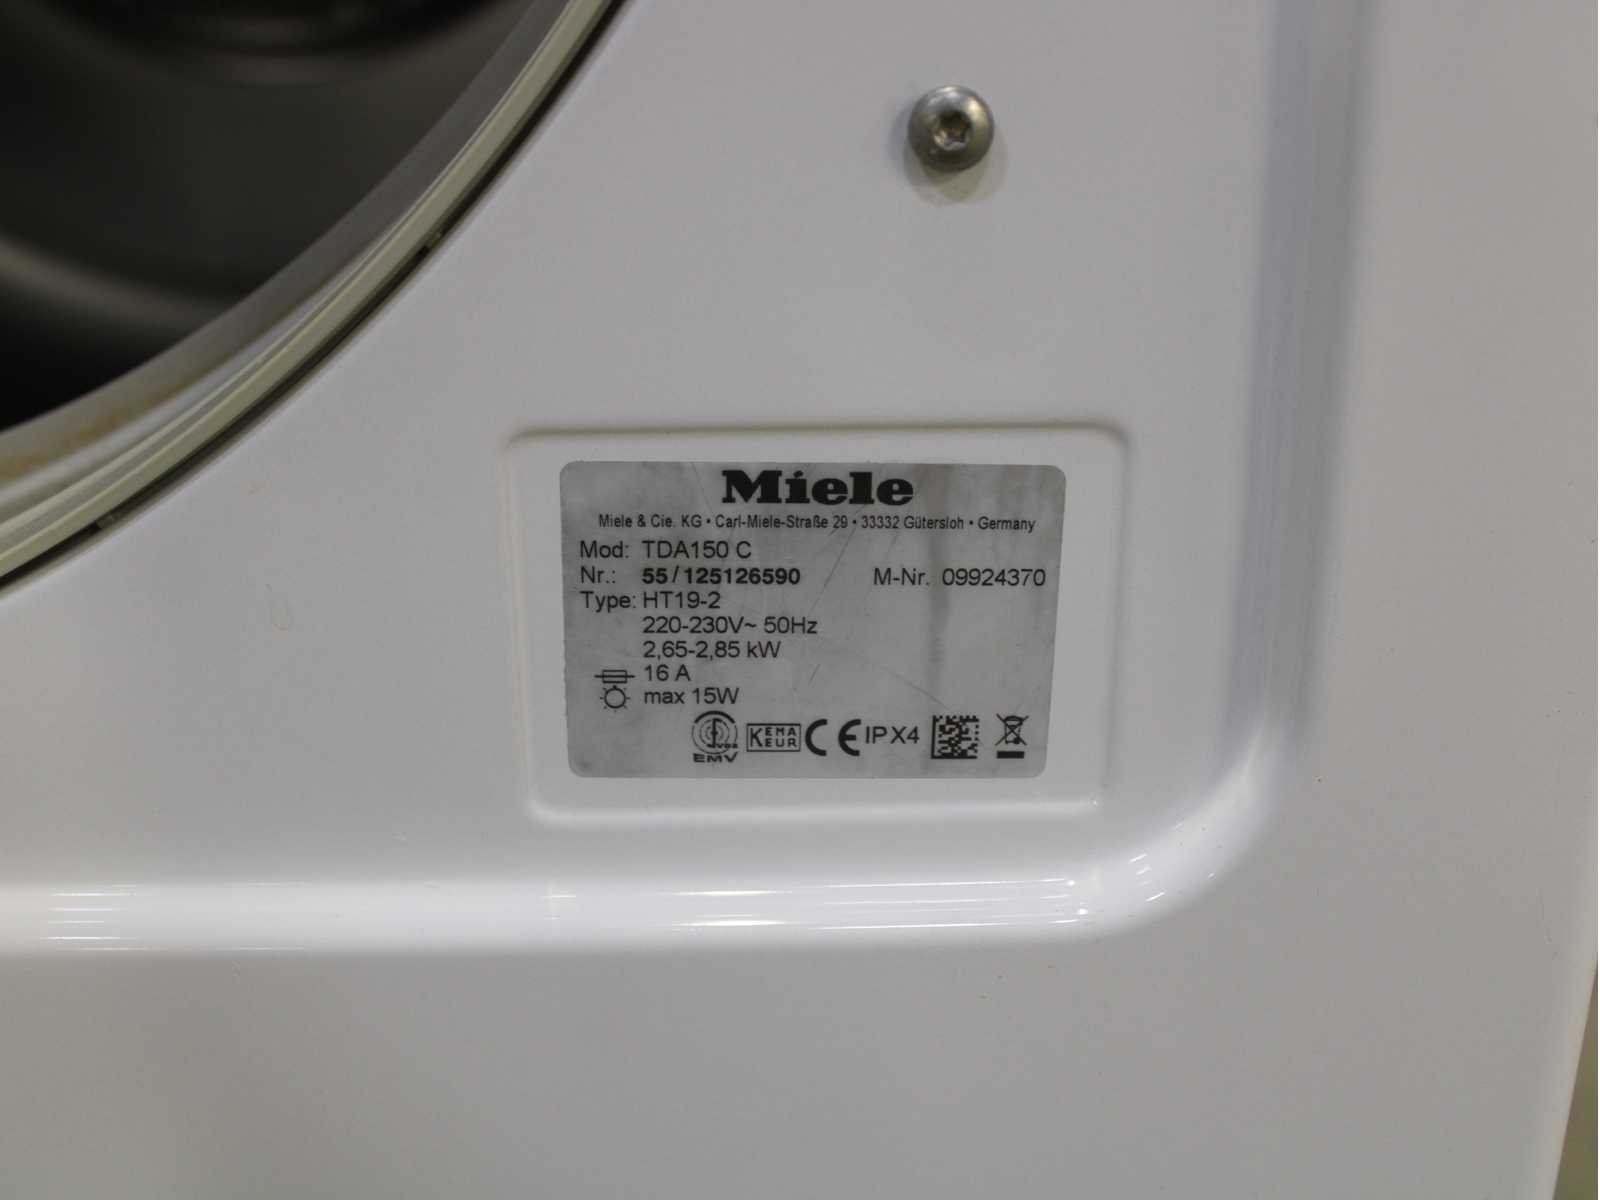 Miele
Miele & Cie. KG • Carl-Miele-Straße 29 • 33332 Gütersloh • Germany
Mod: TDA150 C
Nr.: 55/125126590 M-Nr. 09924370
Type: HT19-2
220-230V~ 50Hz
2,65-2,85 kW
16 A
max 15W
VDE EMV KEMA KEUR CE IPX4